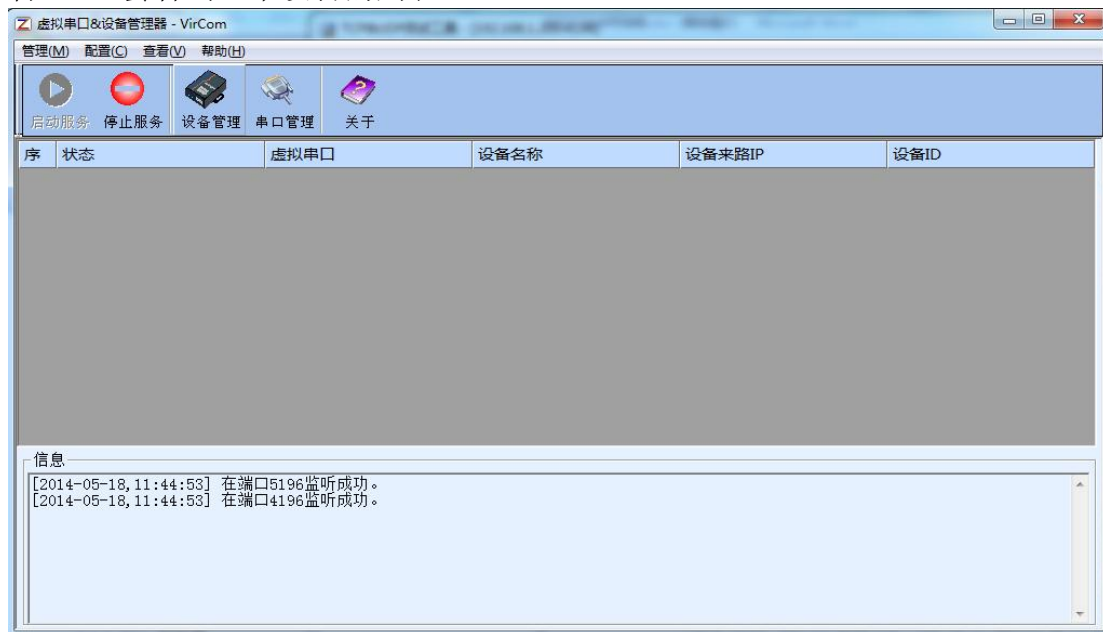 虚拟串口&设备管理器 - VirCom
管理(M) 配置(C) 查看(V) 帮助(H)
启动服务 停止服务 设备管理 串口管理 关于
序 状态 虚拟串口 设备名称 设备来路IP 设备ID
信息
[2014-05-18,11:44:53] 在端口5196监听成功。
[2014-05-18,11:44:53] 在端口4196监听成功。